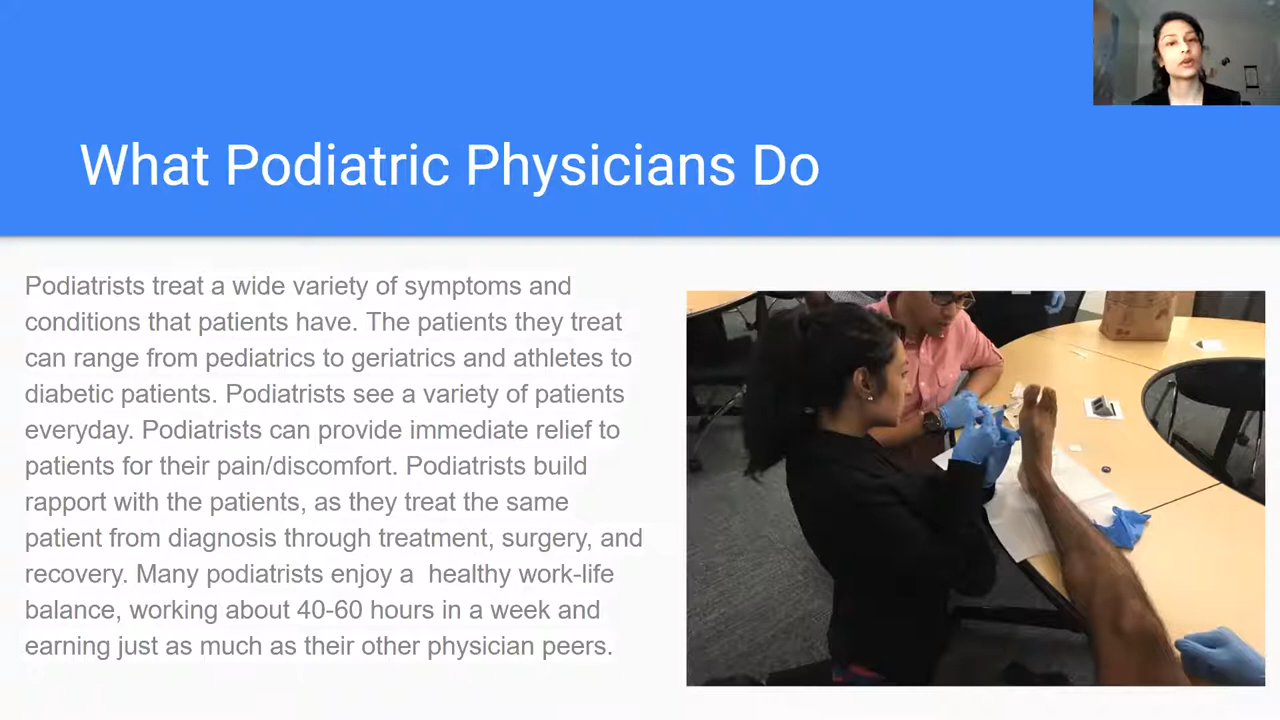 What Podiatric Physicians Do
Podiatrists treat a wide variety of symptoms and
conditions that patients have. The patients they treat
can range from pediatrics to geriatrics and athletes to
diabetic patients. Podiatrists see a variety of patients
everyday. Podiatrists can provide immediate relief to
patients for their pain/discomfort. Podiatrists build
rapport with the patients, as they treat the same
patient from diagnosis through treatment, surgery, and
recovery. Many podiatrists enjoy a  healthy work-life
balance, working about 40-60 hours in a week and
earning just as much as their other physician peers.